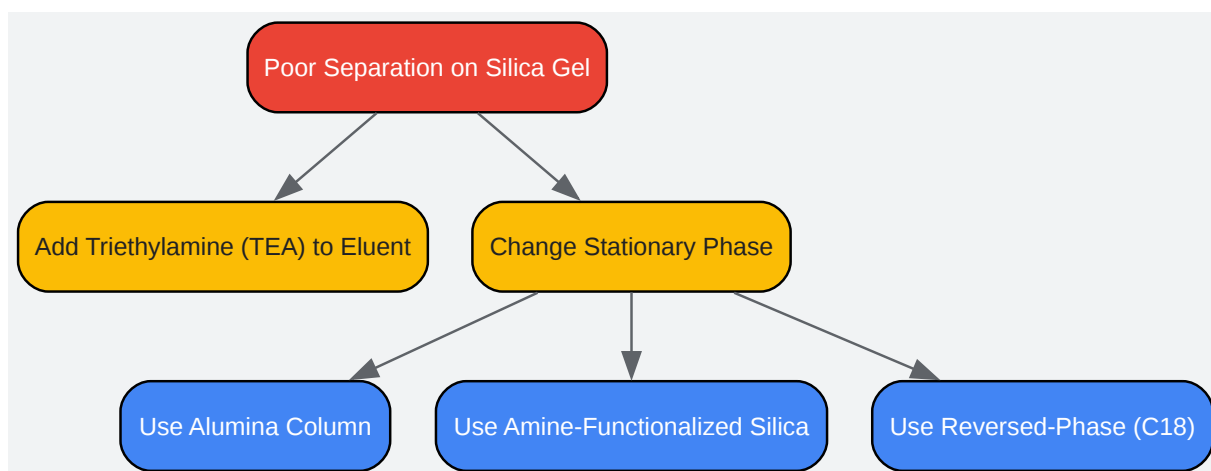 Poor Separation on Silica Gel
Add Triethylamine (TEA) to Eluent
Change Stationary Phase
Use Alumina Column
Use Amine-Functionalized Silica
Use Reversed-Phase (C18)